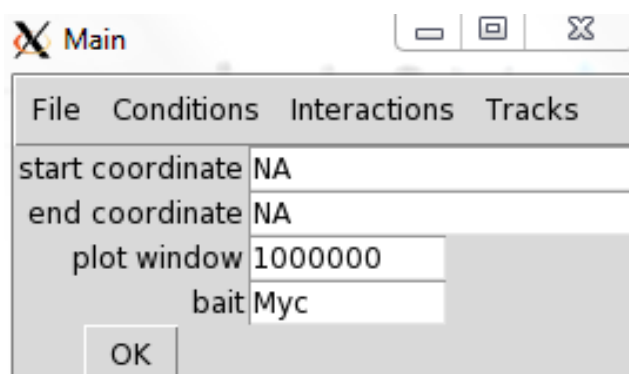 Main
File Conditions Interactions Tracks
start coordinate NA
end coordinate NA
plot window 1000000
bait Myc
OK